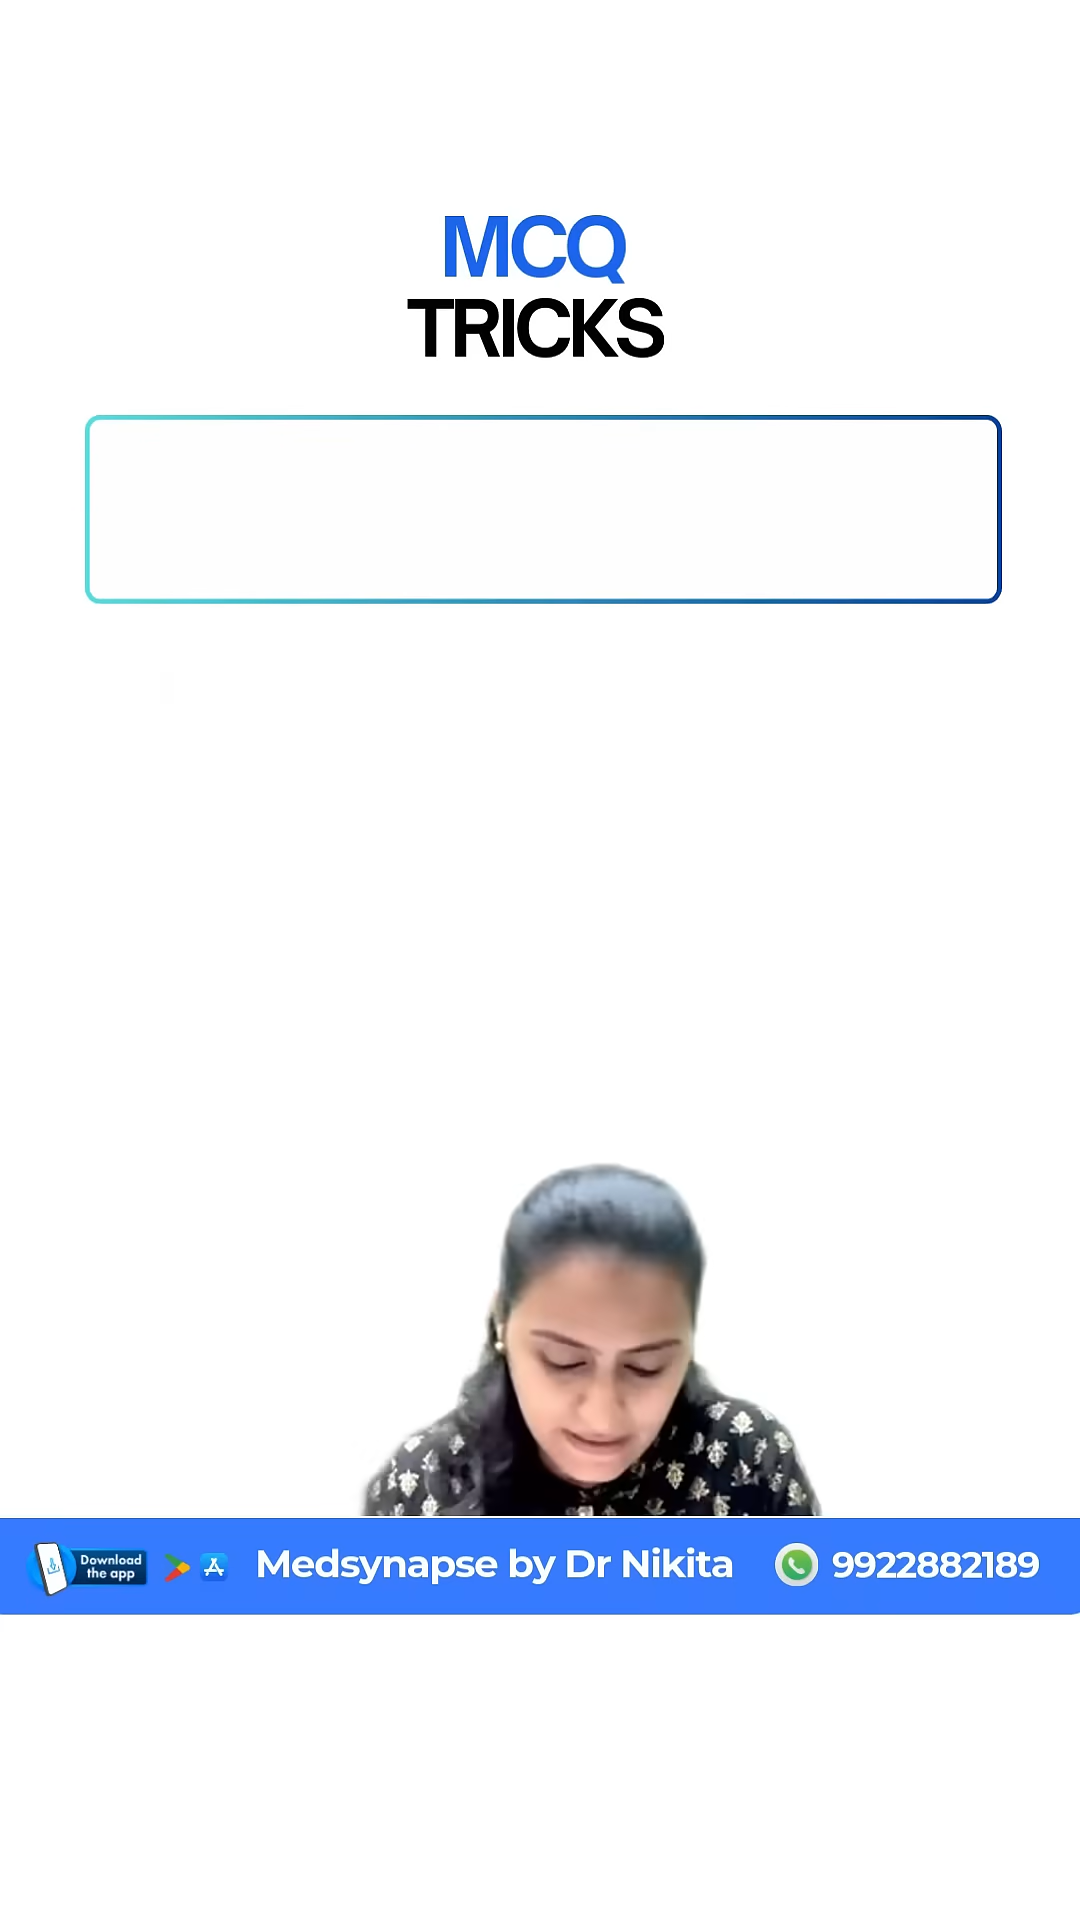 MCQ
TRICKS
Download
the app
Medsynapse by Dr Nikita
9922882189